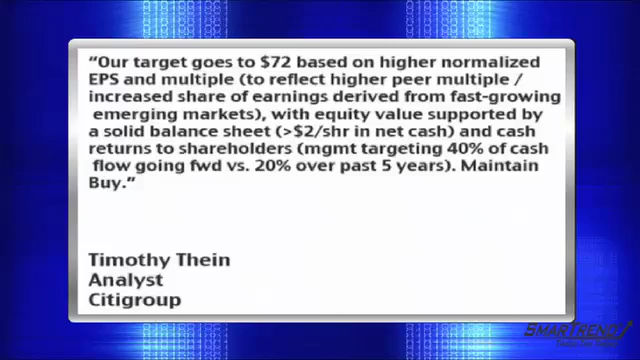 “Our target goes to $72 based on higher normalized
EPS and multiple (to reflect higher peer multiple /
increased share of earnings derived from fast-growing
emerging markets), with equity value supported by
a solid balance sheet (>$2/shr in net cash) and cash
returns to shareholders (mgmt targeting 40% of cash
flow going fwd vs. 20% over past 5 years). Maintain
Buy.”
Timothy Thein
Analyst
Citigroup
SMARTREND